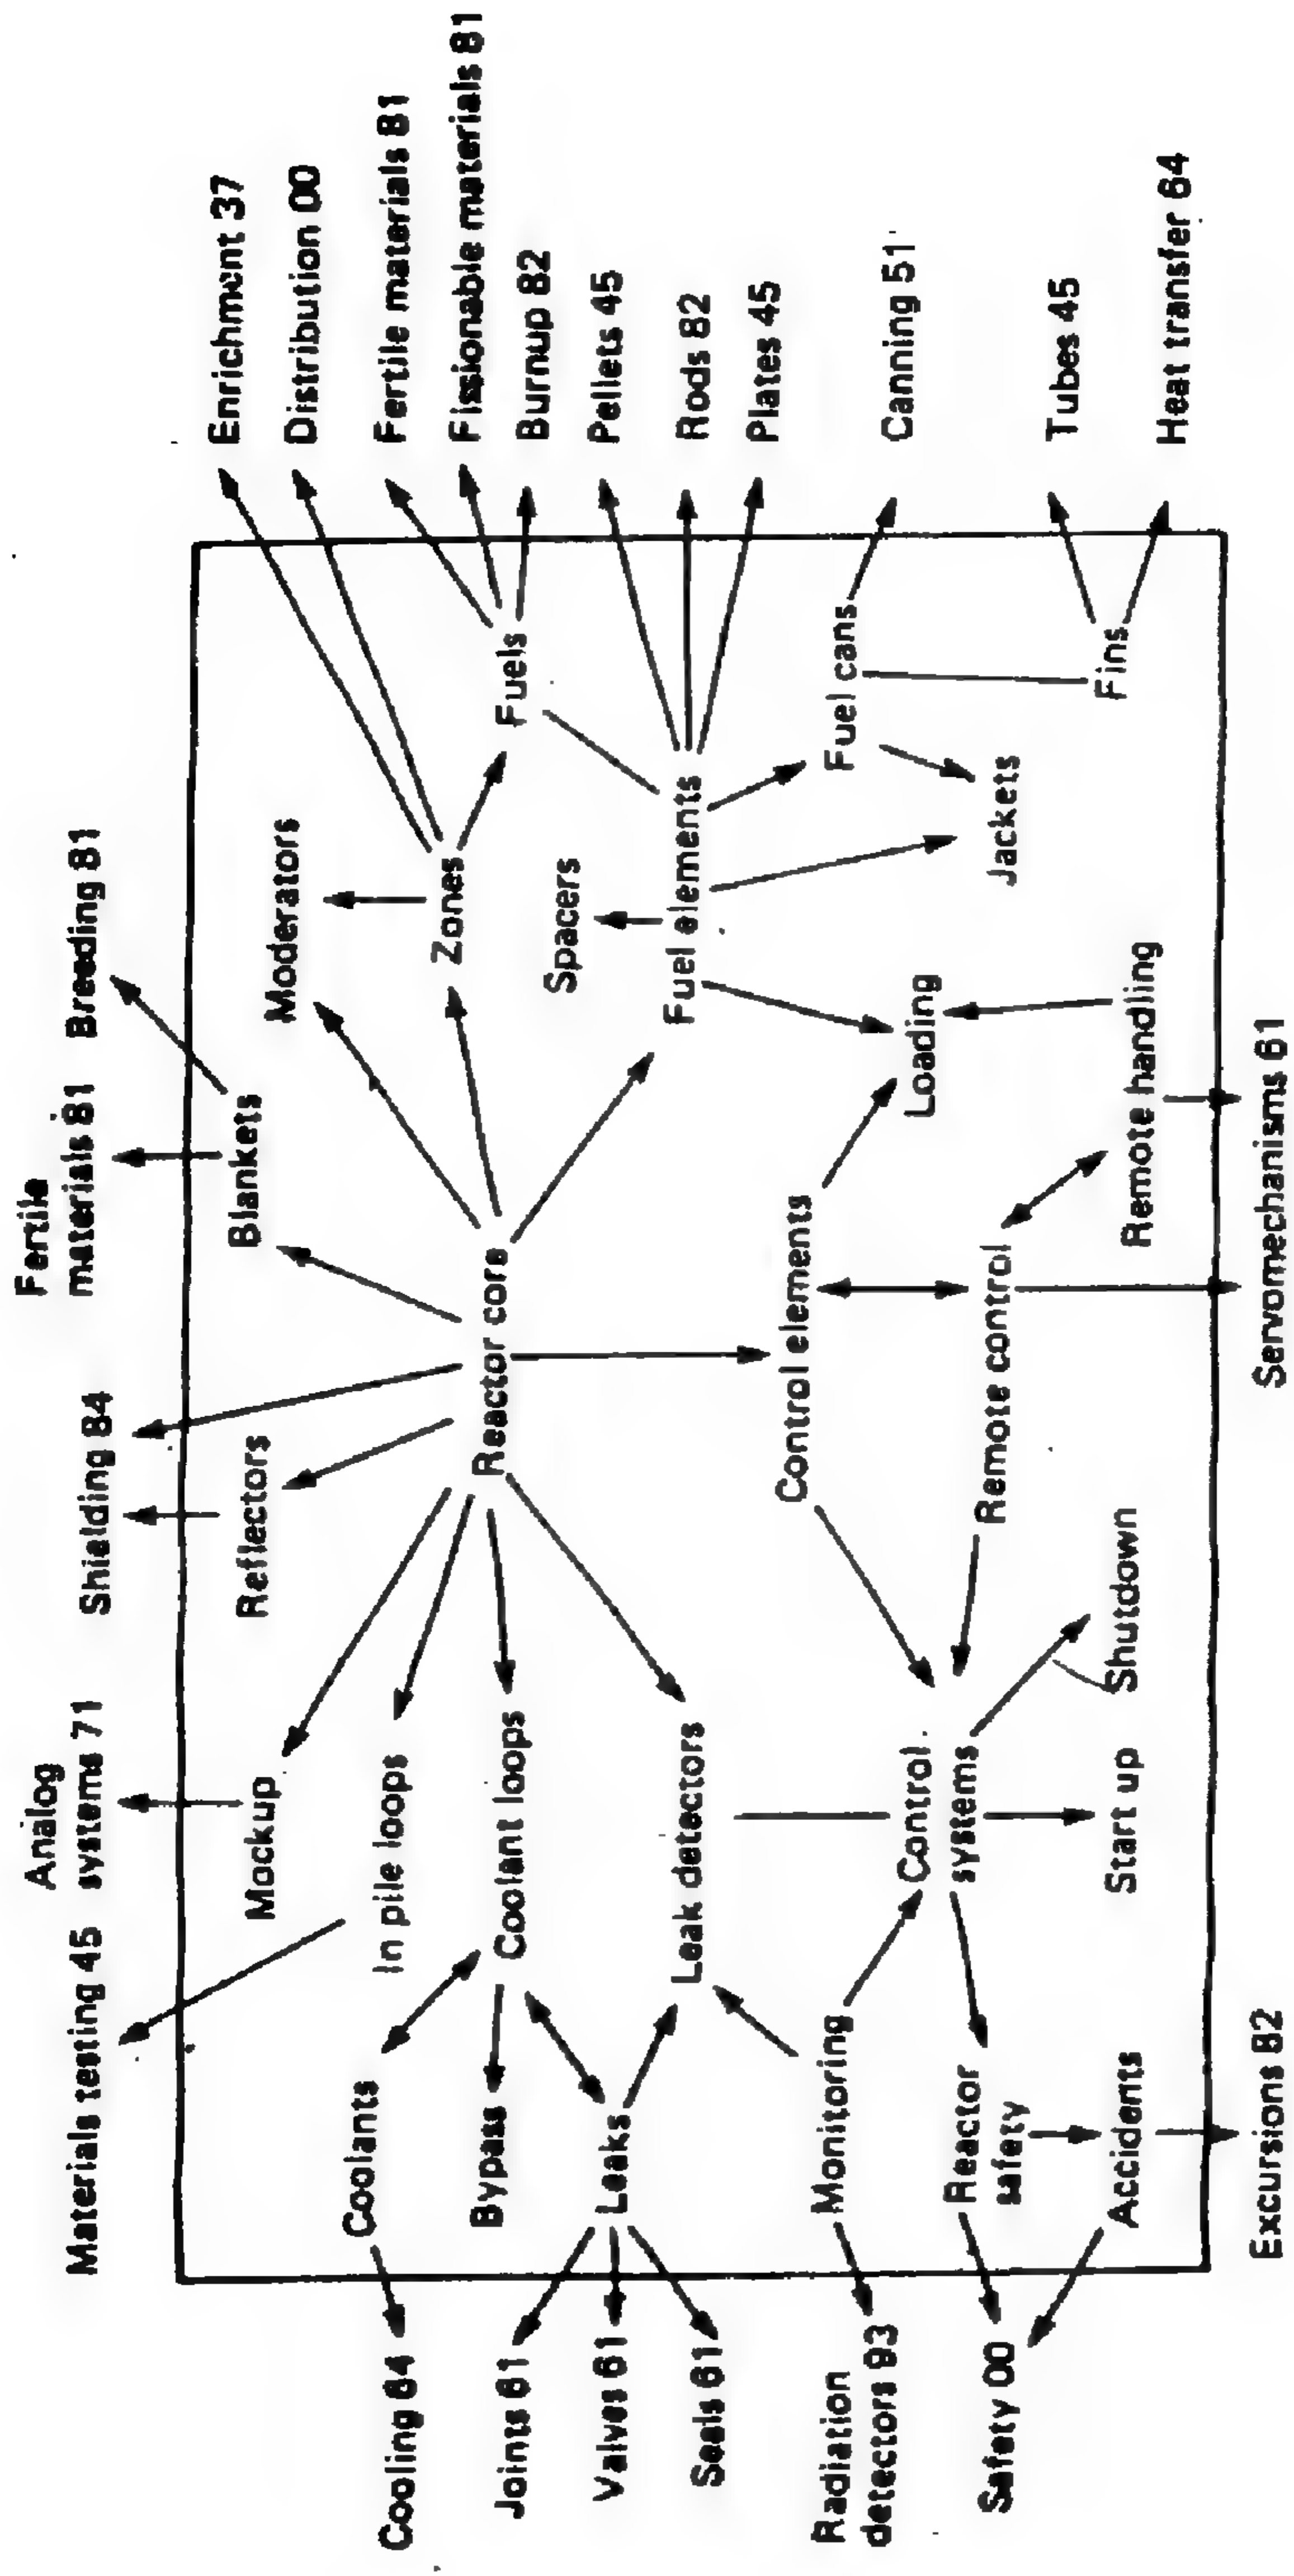 Fertile
Analog
Materials testing 45
systems 71
Shielding 84
materials 81
Breeding 81
Mockup
Reflectors
Blankets
Moderators
Enrichment 37
Distribution 00
Coolants
In pile loops
Zones
Fertile materials 81
Cooling 64
Bypass
Coolant loops
Reactor core
Fuels
Fissionable materials 81
Burnup 82
Joints 61
Leaks
Spacers
Pellets 45
Valves 61
Seals 61
Leak detectors
Fuel elements
Rods 82
Plates 45
Radiation
detectors 93
Monitoring
Control elements
Fuel cans
Canning 51
Loading
Control
systems
Reactor
safety
Remote control
Jackets
Safety 00
Tubes 45
Accidents
Start up
Shutdown
Remote handling
Fins
Heat transfer 64
Excursions 82
Servomechanisms 61